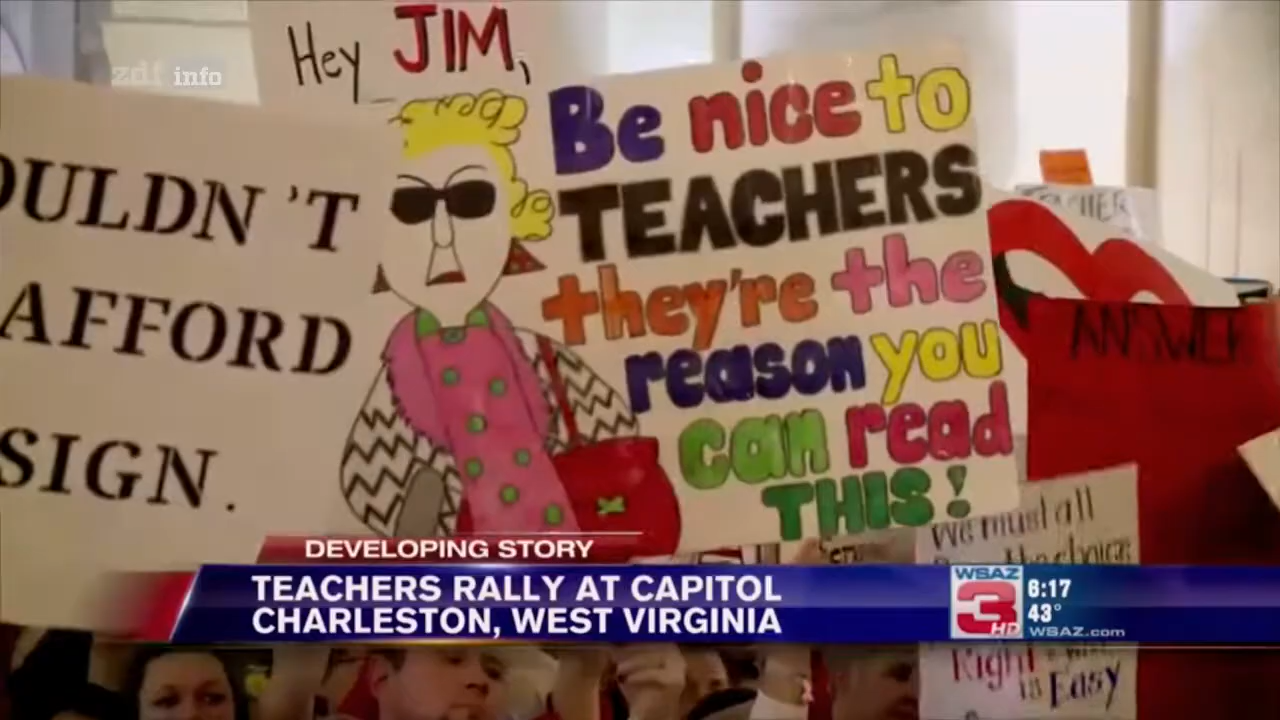 zdf info
Hey JIM,
OULDN'T
AFFORD
SIGN.
Be nice to
TEACHERS
they're the
reason you
can read
THIS!
ANSWER
We must all
Right
is Easy
DEVELOPING STORY
TEACHERS RALLY AT CAPITOL
CHARLESTON, WEST VIRGINIA
WSAZ
3
HD
6:17
43°
WSAZ.com